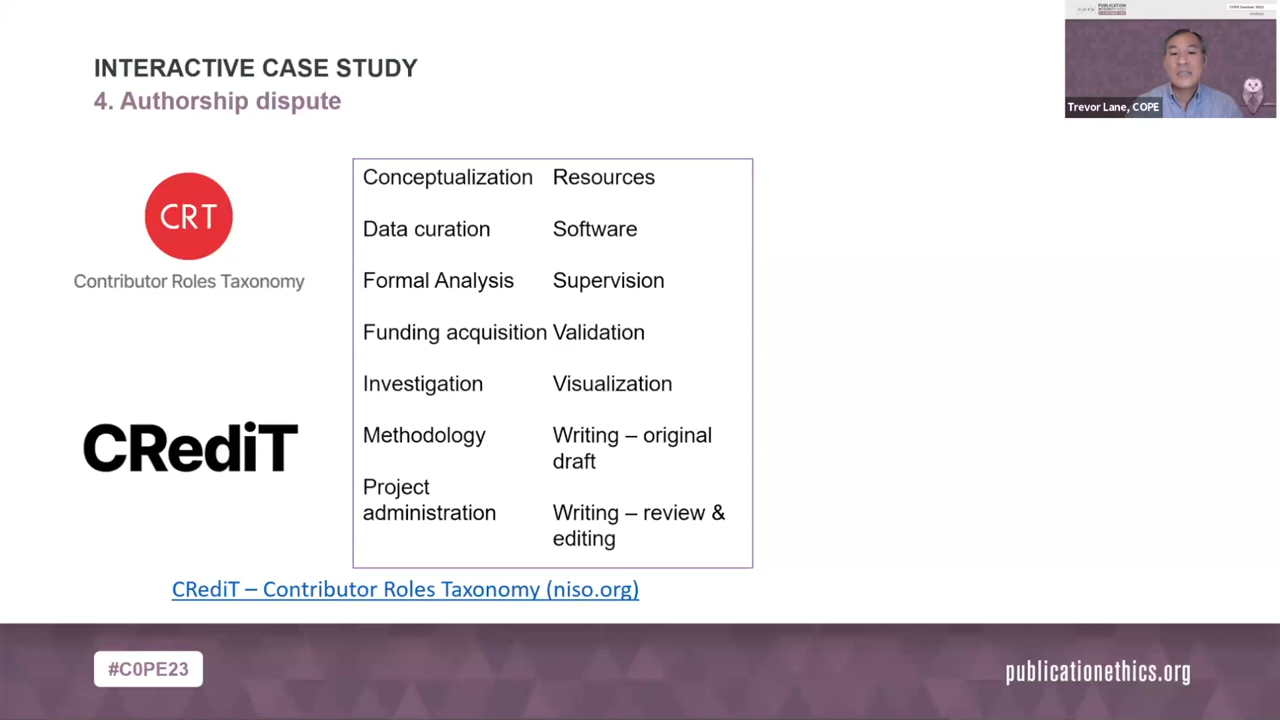 INTERACTIVE CASE STUDY
4. Authorship dispute
CRT
Contributor Roles Taxonomy
CRediT
Conceptualization
Data curation
Formal Analysis
Funding acquisition
Investigation
Methodology
Project
administration
Resources
Software
Supervision
Validation
Visualization
Writing – original
draft
Writing – review &
editing
CRediT – Contributor Roles Taxonomy (niso.org)
#C0PE23
publicationethics.org
PUBLICATION
Trevor Lane, COPE